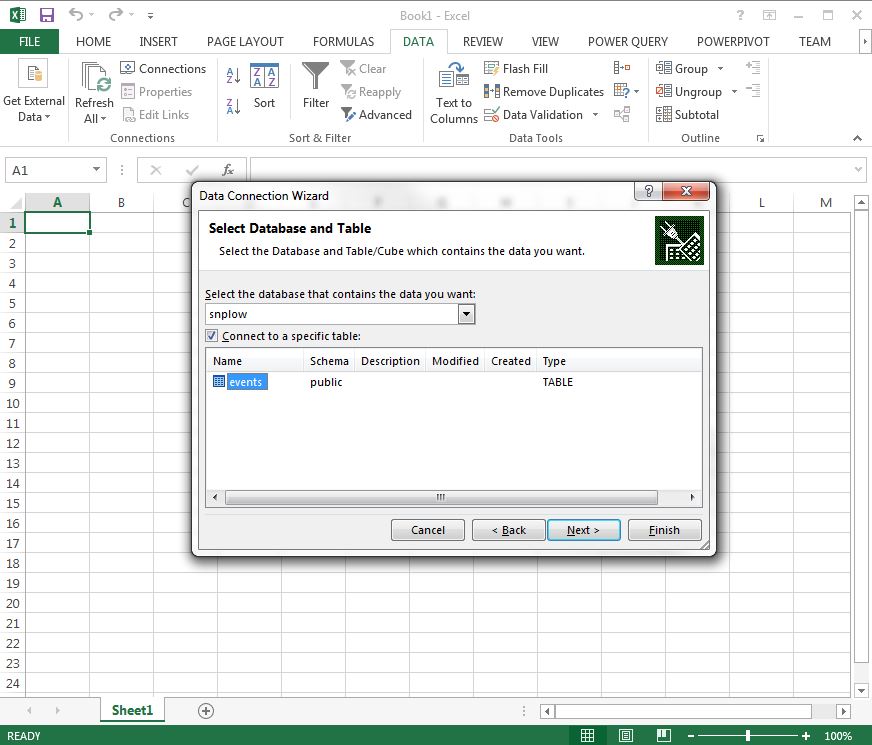 Book1 - Excel
FILE HOME INSERT PAGE LAYOUT FORMULAS DATA REVIEW VIEW POWER QUERY POWERPIVOT TEAM
Get External Data
Refresh All
Connections
Properties
Edit Links
Connections
Sort
Filter
Clear
Reapply
Advanced
Sort & Filter
Text to Columns
Flash Fill
Remove Duplicates
Data Validation
Data Tools
Group
Ungroup
Subtotal
Outline
A1
fx
A B C L M
1
2
3
4
5
6
7
8
9
10
11
12
13
14
15
16
17
18
19
20
21
22
23
24
Data Connection Wizard
Select Database and Table
Select the Database and Table/Cube which contains the data you want.
Select the database that contains the data you want:
snplow
Connect to a specific table:
Name Schema Description Modified Created Type
events public TABLE
Cancel < Back Next > Finish
Sheet1
READY
100%